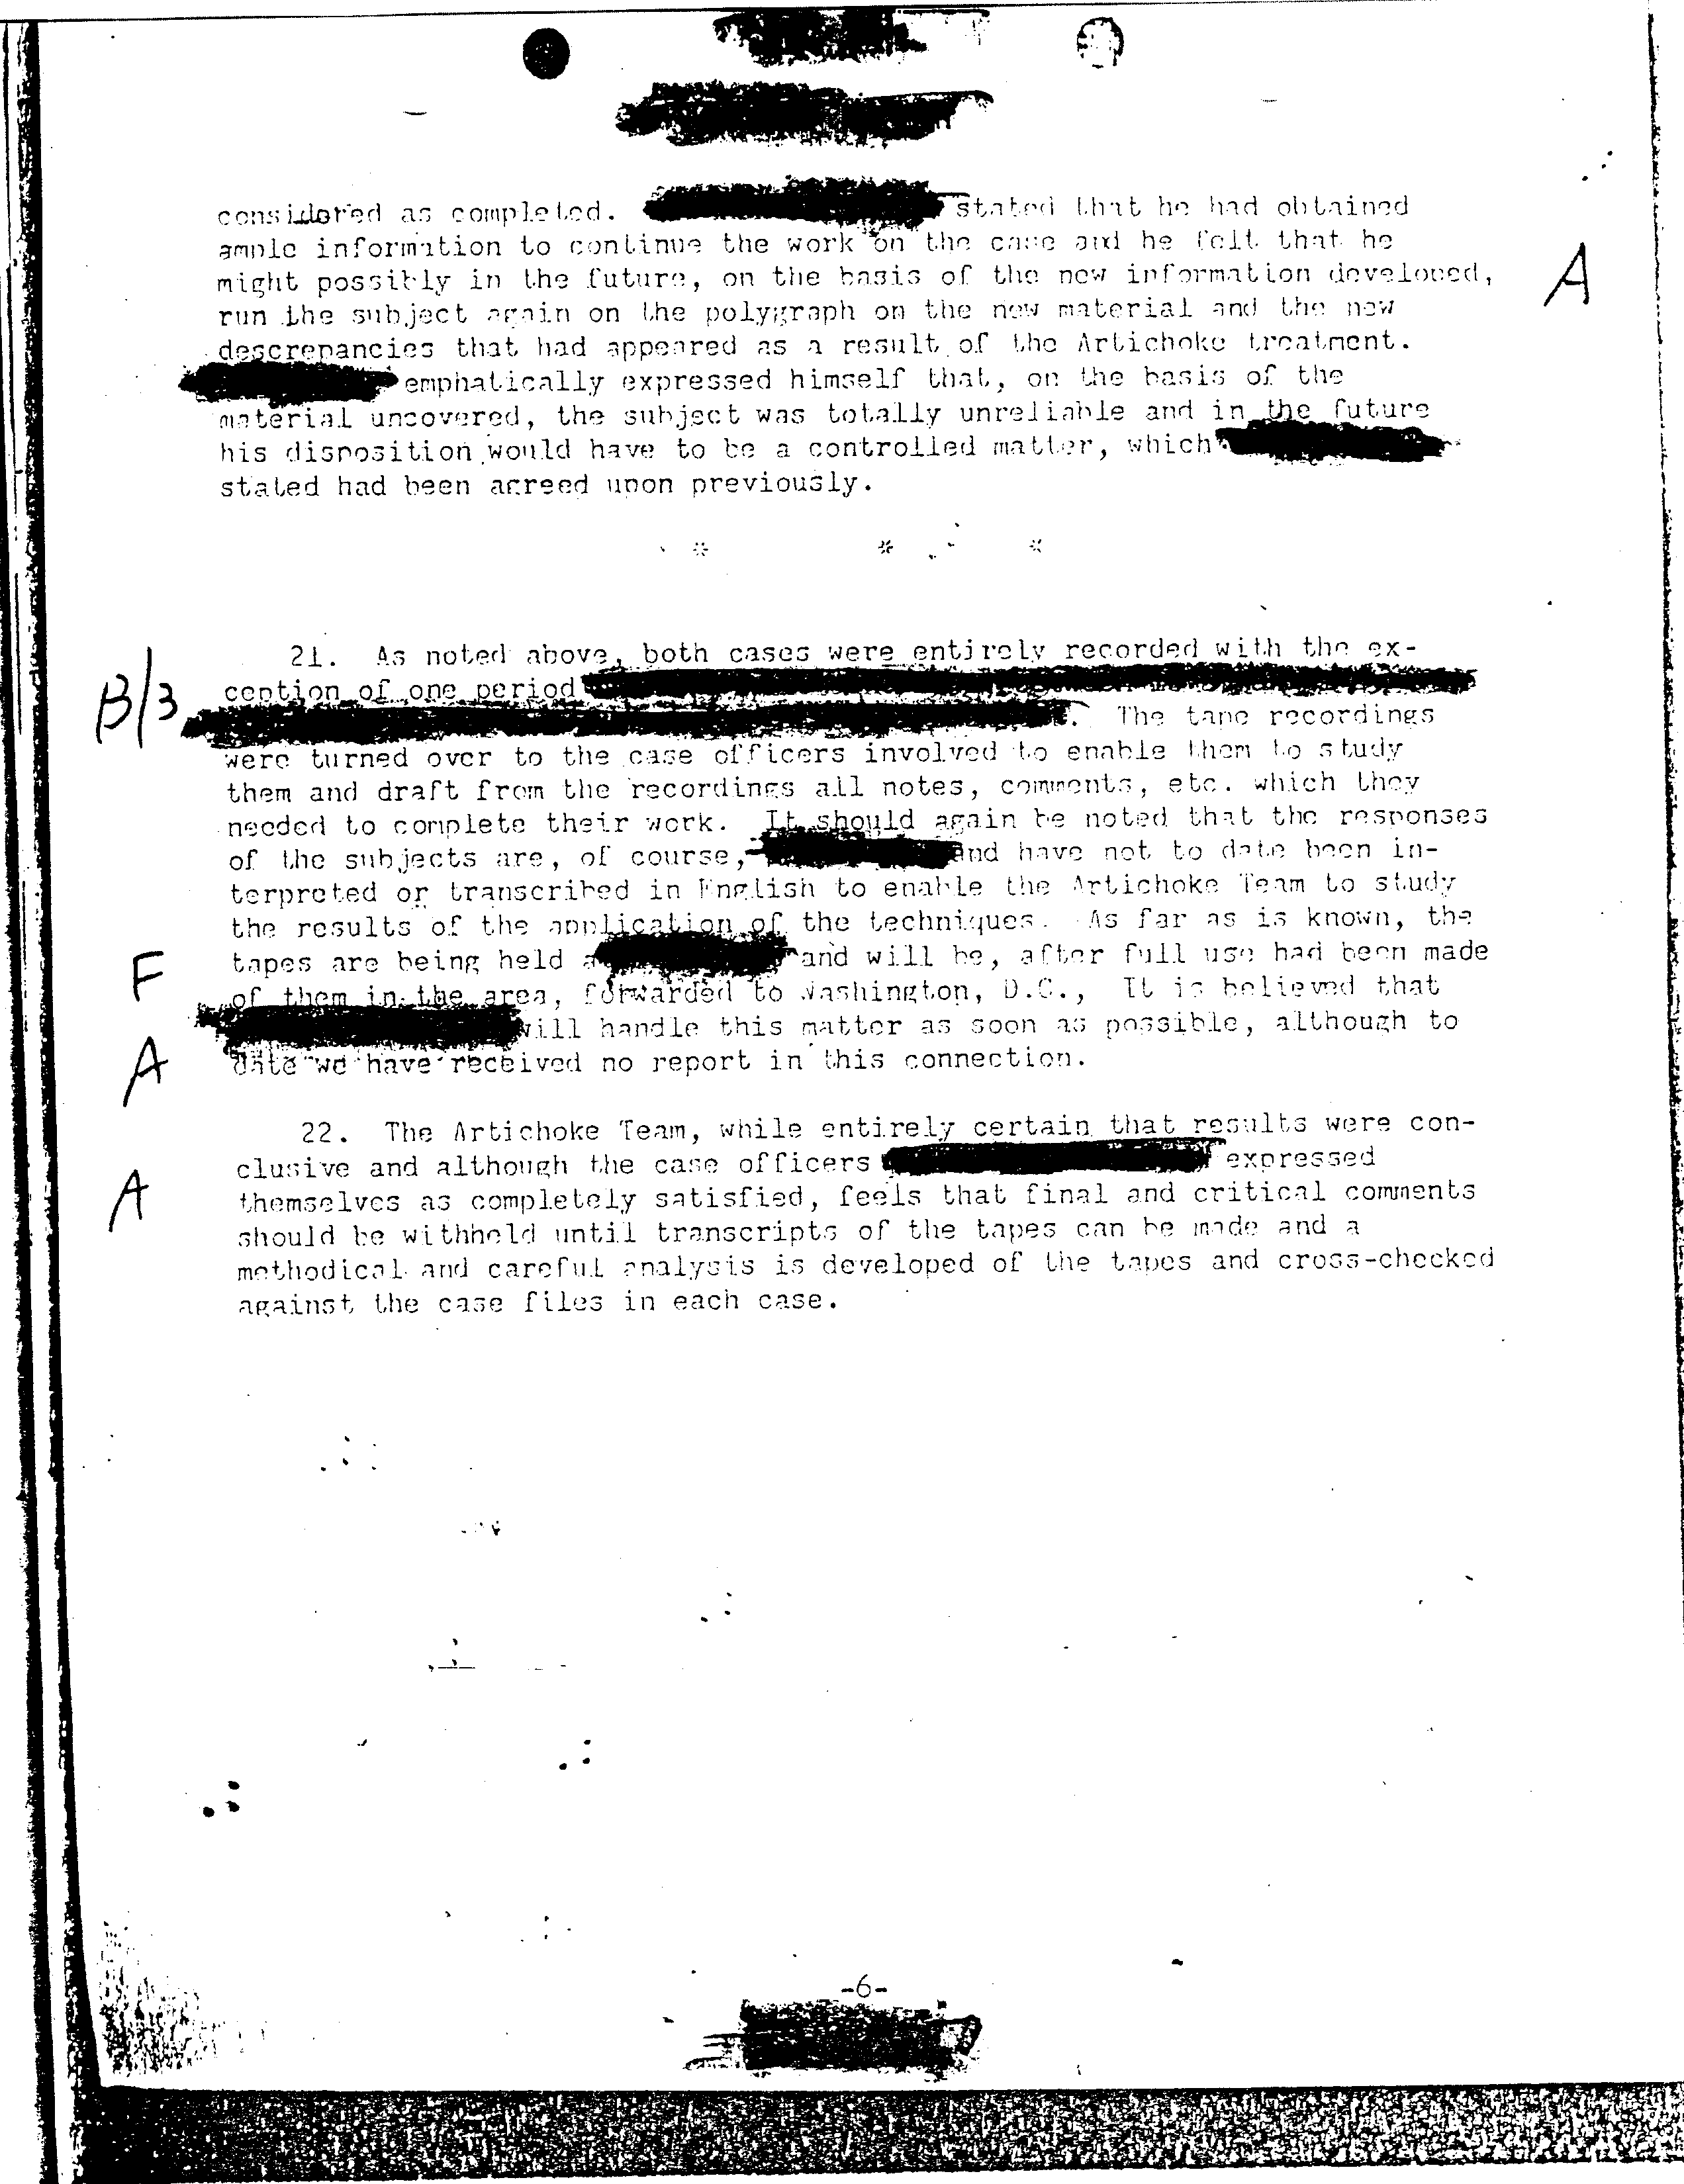 considered as completed. stated that he had obtained
ample information to continue the work on the case and he felt that he
might possibly in the future, on the basis of the new information developed,
A
run the subject again on the polygraph on the new material and the new
descrepancies that had appeared as a result of the Artichoke treatment.
emphatically expressed himself that, on the basis of the
material uncovered, the subject was totally unreliable and in the future
his disposition would have to be a controlled matter, which
stated had been agreed upon previously.
* * *
21. As noted above, both cases were entirely recorded with the ex-
B/3
ception of one period
. The tape recordings
were turned over to the case officers involved to enable them to study
them and draft from the recordings all notes, comments, etc. which they
needed to complete their work. It should again be noted that the responses
of the subjects are, of course, and have not to date been in-
terpreted or transcribed in English to enable the Artichoke Team to study
the results of the application of the techniques. As far as is known, the
F
tapes are being held and will be, after full use had been made
of them in the area, forwarded to Washington, D.C., It is believed that
will handle this matter as soon as possible, although to
A
date we have received no report in this connection.
22. The Artichoke Team, while entirely certain that results were con-
clusive and although the case officers expressed
A
themselves as completely satisfied, feels that final and critical comments
should be withheld until transcripts of the tapes can be made and a
methodical and careful analysis is developed of the tapes and cross-checked
against the case files in each case.
-6-